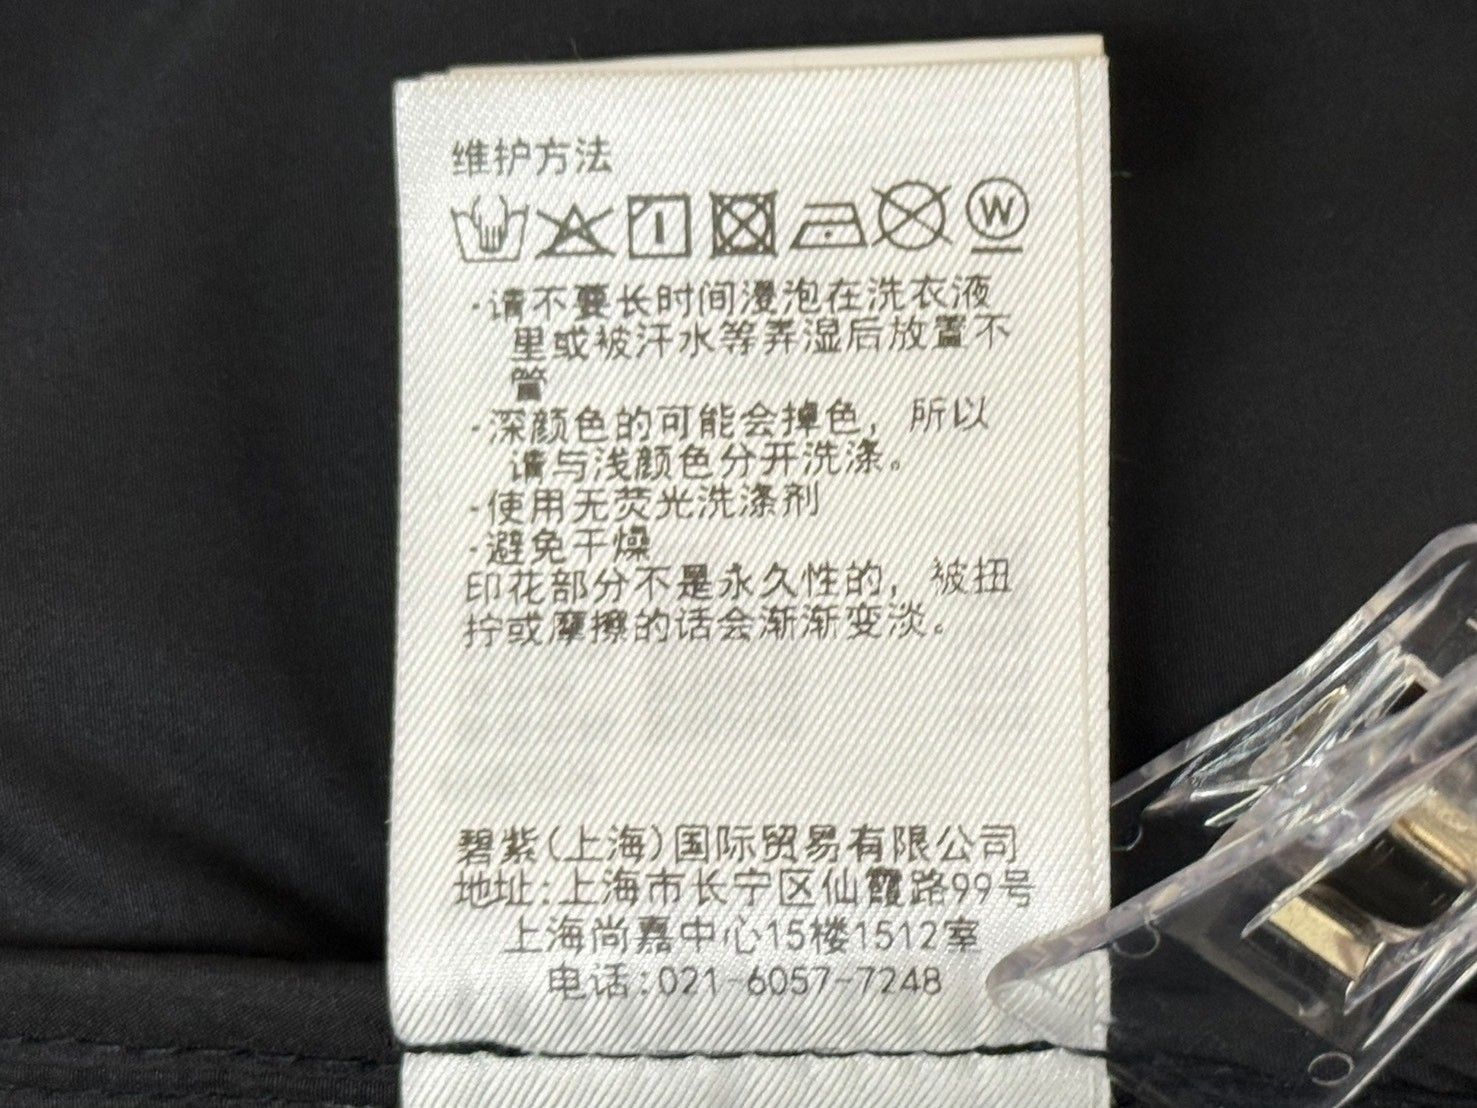 维护方法
W
·请不要长时间浸泡在洗衣液
里或被汗水等弄湿后放置不
管
·深颜色的可能会掉色，所以
请与浅颜色分开洗涤。
·使用无荧光洗涤剂
·避免干燥
印花部分不是永久性的，被扭
拧或摩擦的话会渐渐变淡。
碧紫(上海)国际贸易有限公司
地址:上海市长宁区仙霞路99号
上海尚嘉中心15楼1512室
电话:021-6057-7248